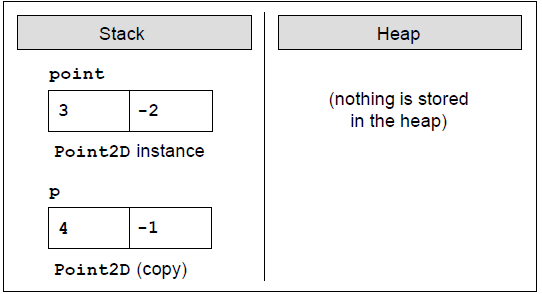 Stack
point
3 -2
Point2D instance
p
4 -1
Point2D (copy)
Heap
(nothing is stored
in the heap)